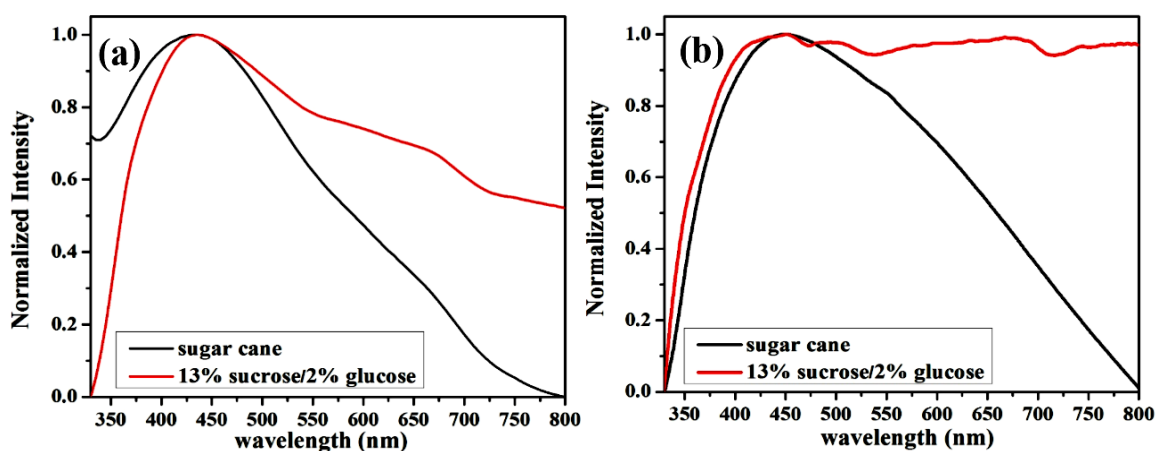 (a)
Normalized Intensity
1.0
0.8
0.6
0.4
0.2
0.0
sugar cane
13% sucrose/2% glucose
350 400 450 500 550 600 650 700 750 800
wavelength (nm)
(b)
Normalized Intensity
1.0
0.8
0.6
0.4
0.2
0.0
sugar cane
13% sucrose/2% glucose
350 400 450 500 550 600 650 700 750 800
wavelength (nm)